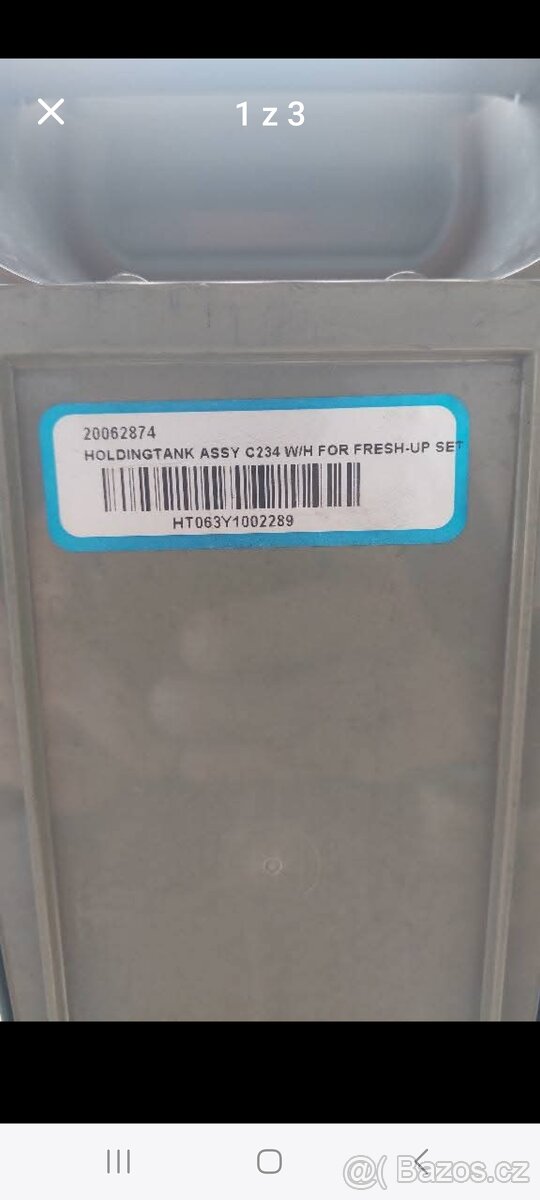 1 z 3
20062874
HOLDINGTANK ASSY C234 W/H FOR FRESH-UP SET
HT063Y1002289
@( Bazos.cz